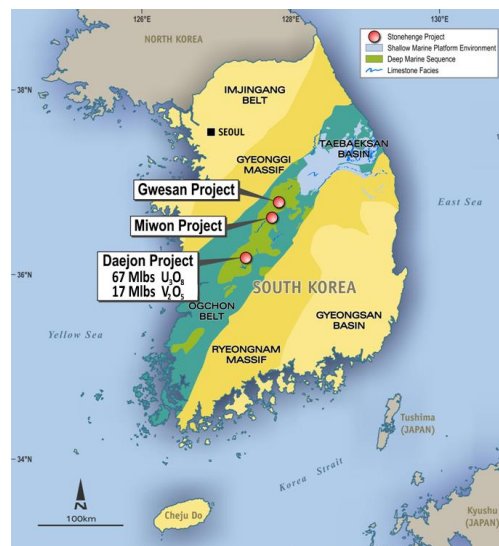 126°E
128°E
130°E
Stonehenge Project
Shallow Marine Platform Environment
Deep Marine Sequence
Limestone Facies
NORTH KOREA
38°N
IMJINGANG
BELT
SEOUL
TAEBAEKSAN
BASIN
GYEONGGI
MASSIF
Gwesan Project
East Sea
Miwon Project
Daejon Project
67 Mlbs U₃O₈
17 Mlbs V₂O₅
36°N
SOUTH KOREA
OGCHON
BELT
GYEONGSAN
BASIN
Yellow Sea
RYEONGNAM
MASSIF
Tushima
(JAPAN)
34°N
Korea Strait
N
100km
Cheju Do
Kyushu
(JAPAN)